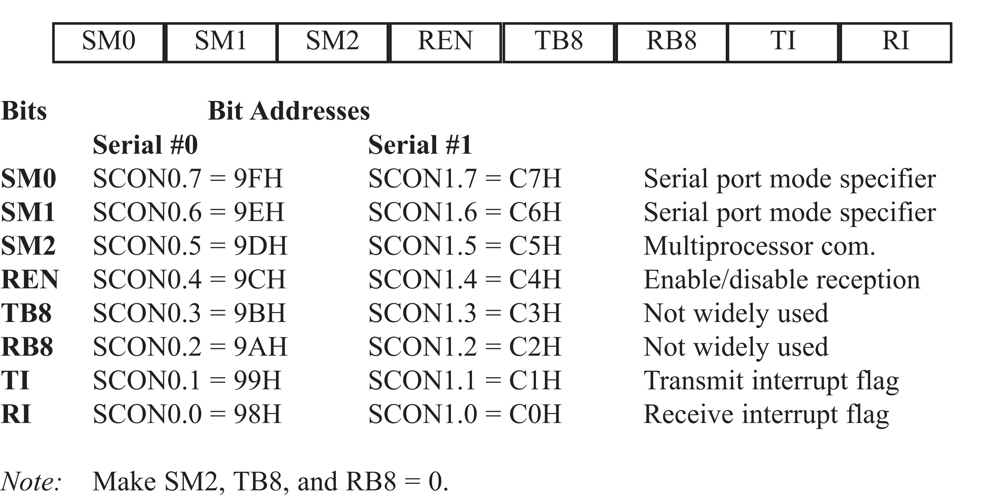 SM0 SM1 SM2 REN TB8 RB8 TI RI
Bits Bit Addresses
Serial #0 Serial #1
SM0 SCON0.7 = 9FH SCON1.7 = C7H Serial port mode specifier
SM1 SCON0.6 = 9EH SCON1.6 = C6H Serial port mode specifier
SM2 SCON0.5 = 9DH SCON1.5 = C5H Multiprocessor com.
REN SCON0.4 = 9CH SCON1.4 = C4H Enable/disable reception
TB8 SCON0.3 = 9BH SCON1.3 = C3H Not widely used
RB8 SCON0.2 = 9AH SCON1.2 = C2H Not widely used
TI SCON0.1 = 99H SCON1.1 = C1H Transmit interrupt flag
RI SCON0.0 = 98H SCON1.0 = C0H Receive interrupt flag
Note: Make SM2, TB8, and RB8 = 0.